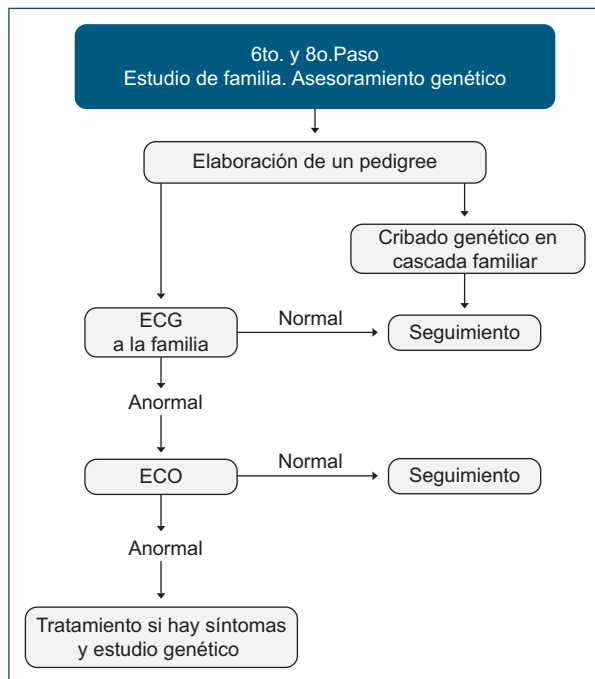 6to. y 8o.Paso
Estudio de familia. Asesoramiento genético
Elaboración de un pedigree
Cribado genético en
cascada familiar
ECG
a la familia
Normal
Seguimiento
Anormal
ECO
Normal
Seguimiento
Anormal
Tratamiento si hay síntomas
y estudio genético